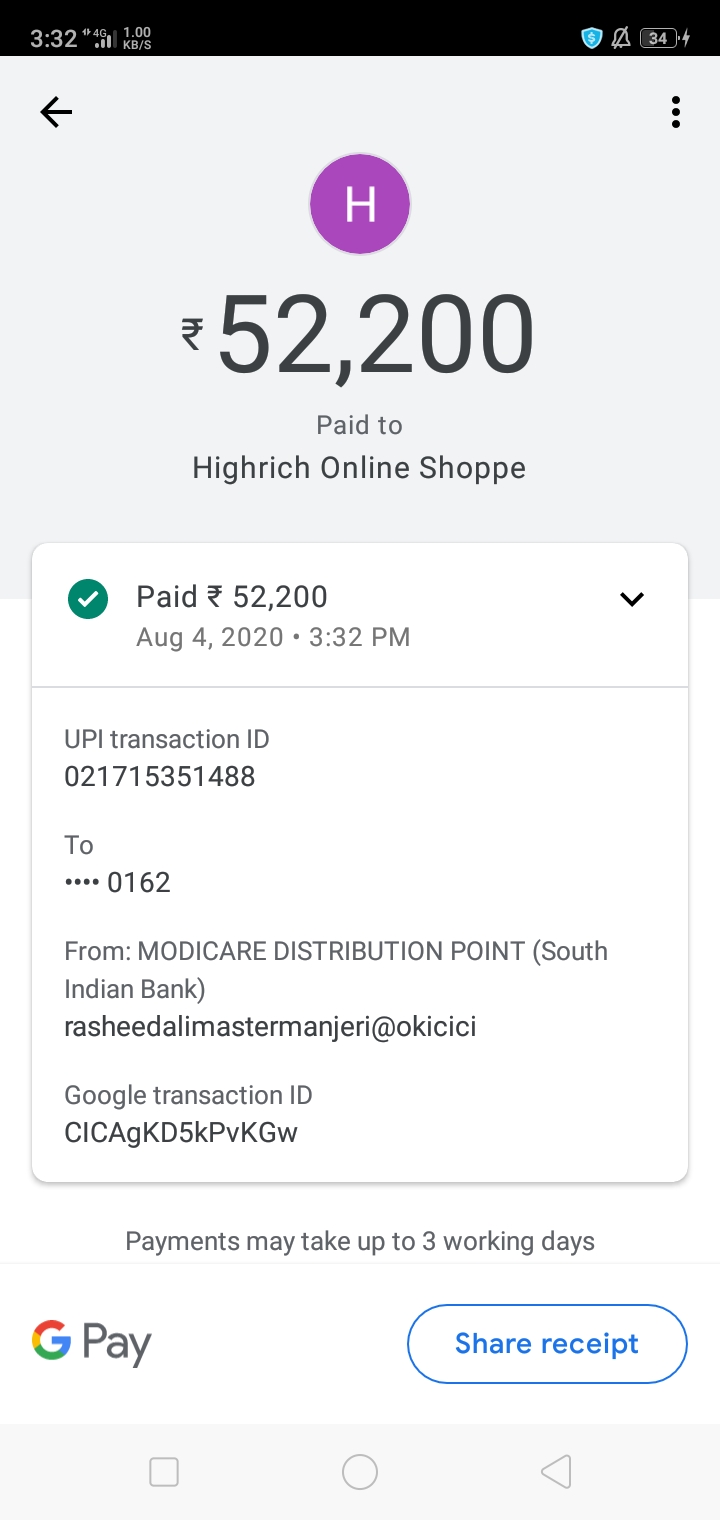 3:32 4G 1.00 KB/S 34
H
₹52,200
Paid to
Highrich Online Shoppe
Paid ₹ 52,200
Aug 4, 2020 • 3:32 PM
UPI transaction ID
021715351488
To
•••• 0162
From: MODICARE DISTRIBUTION POINT (South
Indian Bank)
rasheedalimastermanjeri@okicici
Google transaction ID
CICAgKD5kPvKGw
Payments may take up to 3 working days
G Pay
Share receipt